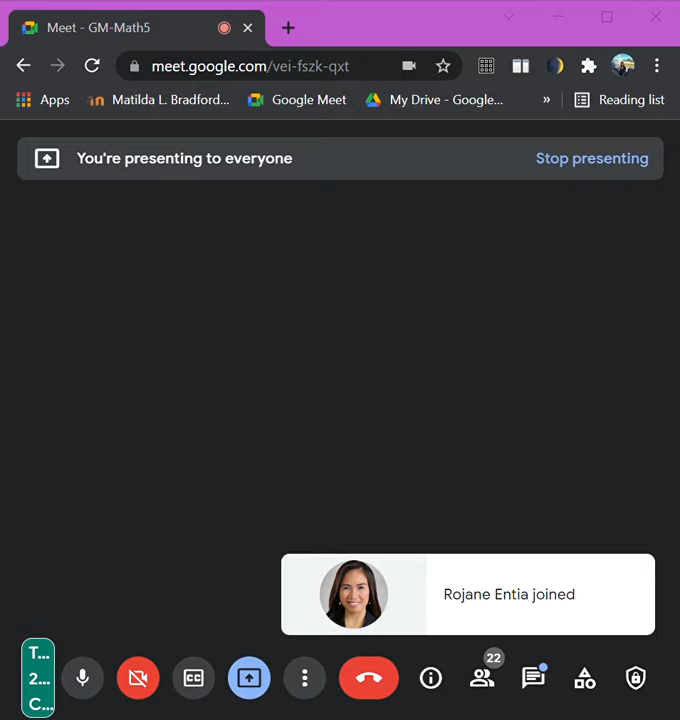 Meet - GM-Math5
meet.google.com/vei-fszk-qxt
Apps
Matilda L. Bradford...
Google Meet
My Drive - Google...
»
Reading list
You're presenting to everyone
Stop presenting
Rojane Entia joined
T...
2...
C...
CC
22